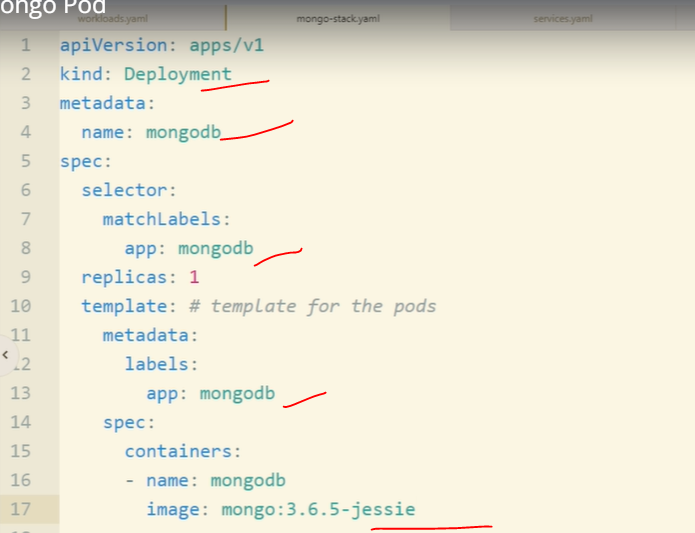 ongo Pod
workloads.yaml mongo-stack.yaml services.yaml
1 apiVersion: apps/v1
2 kind: Deployment
3 metadata:
4 name: mongodb
5 spec:
6 selector:
7 matchLabels:
8 app: mongodb
9 replicas: 1
10 template: # template for the pods
11 metadata:
12 labels:
13 app: mongodb
14 spec:
15 containers:
16 - name: mongodb
17 image: mongo:3.6.5-jessie